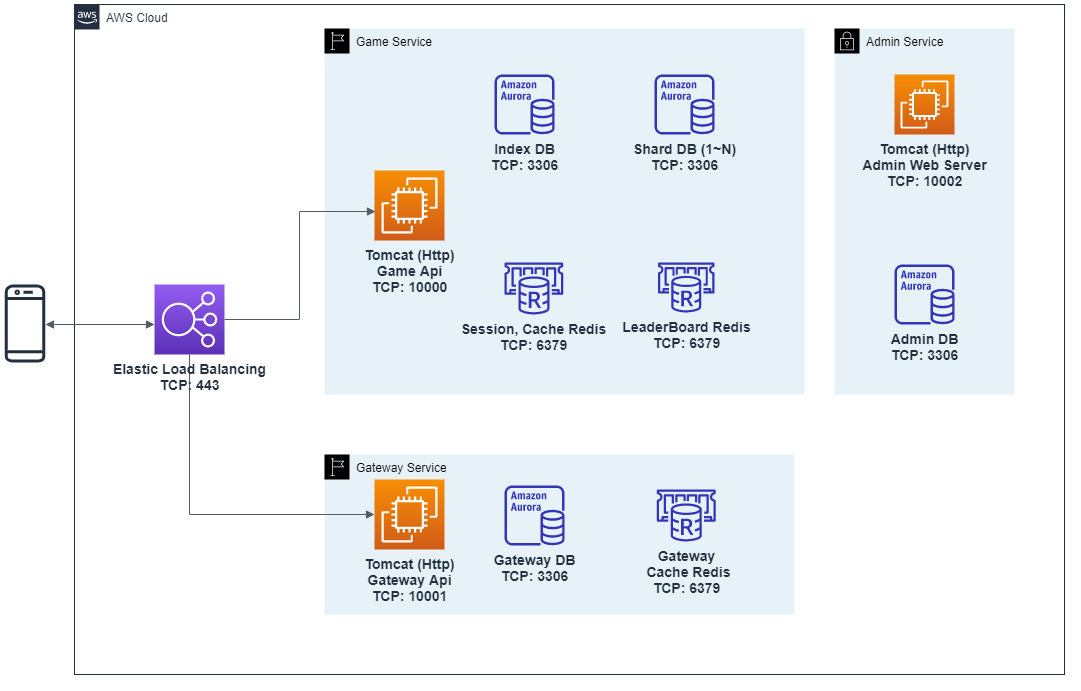 aws
AWS Cloud
Game Service
Amazon
Aurora
Index DB
TCP: 3306
Amazon
Aurora
Shard DB (1~N)
TCP: 3306
Tomcat (Http)
Game Api
TCP: 10000
R
Session, Cache Redis
TCP: 6379
R
LeaderBoard Redis
TCP: 6379
Admin Service
Tomcat (Http)
Admin Web Server
TCP: 10002
Amazon
Aurora
Admin DB
TCP: 3306
Elastic Load Balancing
TCP: 443
Gateway Service
Tomcat (Http)
Gateway Api
TCP: 10001
Amazon
Aurora
Gateway DB
TCP: 3306
R
Gateway
Cache Redis
TCP: 6379